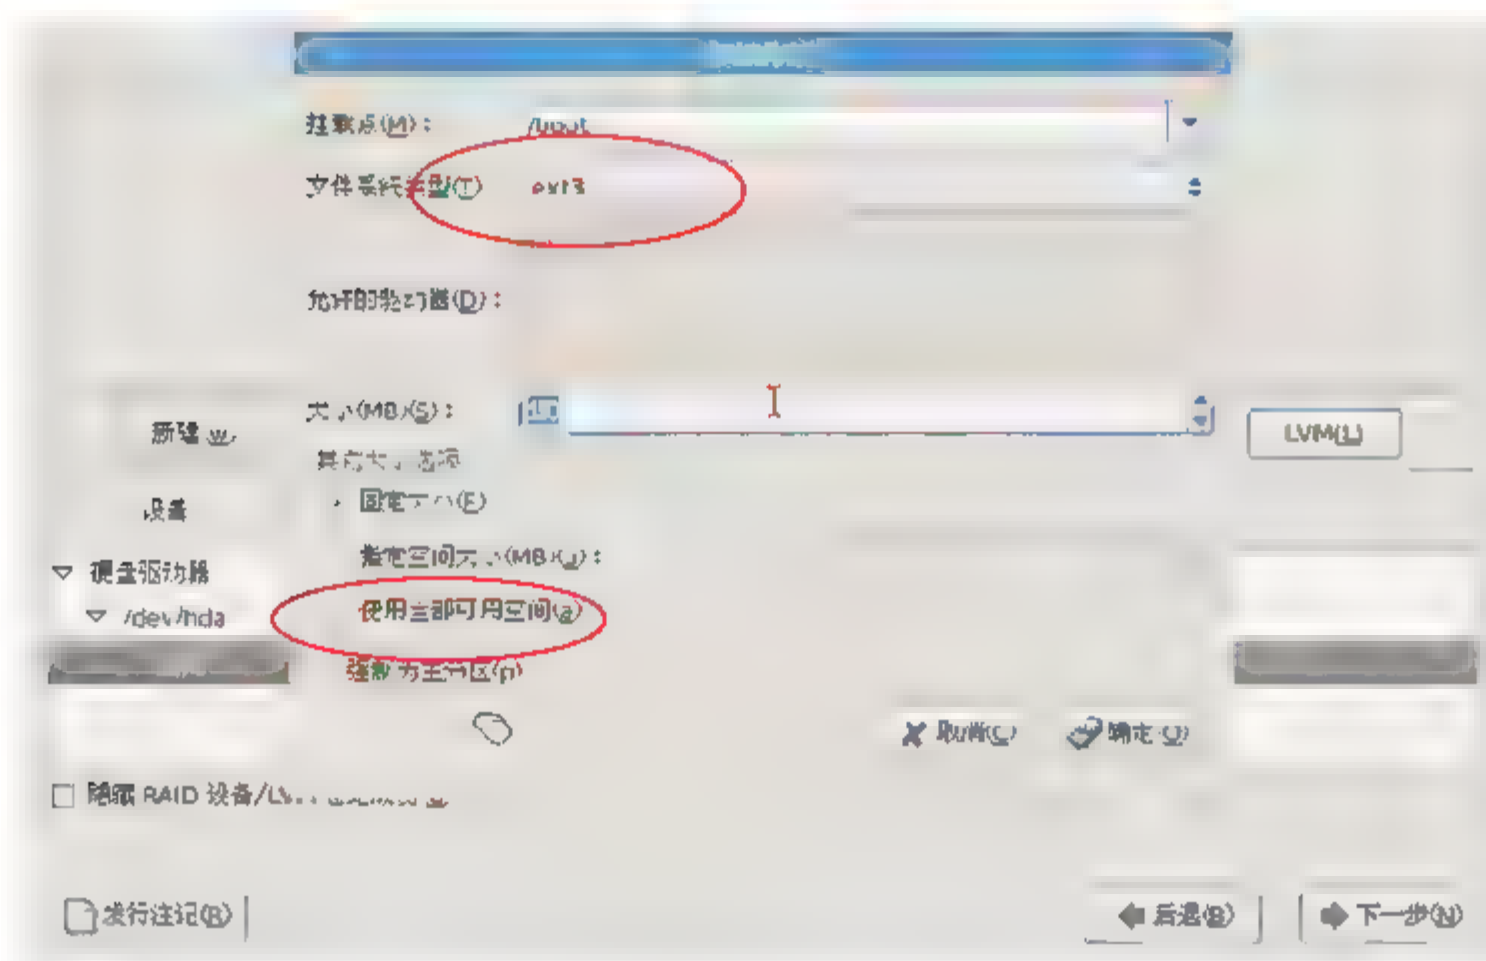 挂载点(M)： /boot
文件系统类型(T) ext3
允许的驱动器(D)：
大小(MB)(S)：
新建
LVM(L)
其它大小选项
固定大小(F)
设备
指定空间大小(MB)(u)：
硬盘驱动器
使用全部可用空间(a)
/dev/hda
强制为主分区(p)
取消(C) 确定(O)
隐藏 RAID 设备/
发行注记(R) 后退(B) 下一步(N)